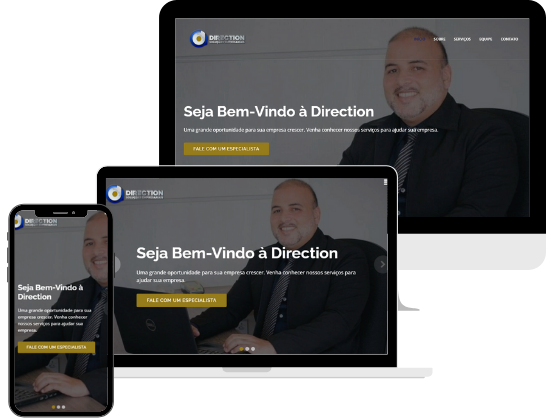 DIRECTION
INÍCIO SOBRE SERVIÇOS EQUIPE CONTATO
Seja Bem-Vindo à Direction
Uma grande oportunidade para sua empresa crescer. Venha conhecer nossos serviços para ajudar sua empresa.
FALE COM UM ESPECIALISTA
DIRECTION
Seja Bem-Vindo à Direction
Uma grande oportunidade para sua empresa crescer. Venha conhecer nossos serviços para
ajudar sua empresa.
FALE COM UM ESPECIALISTA
DIRECTION
Seja Bem-Vindo à
Direction
Uma grande oportunidade para sua
empresa crescer. Venha conhecer
nossos serviços para ajudar sua
empresa.
FALE COM UM ESPECIALISTA